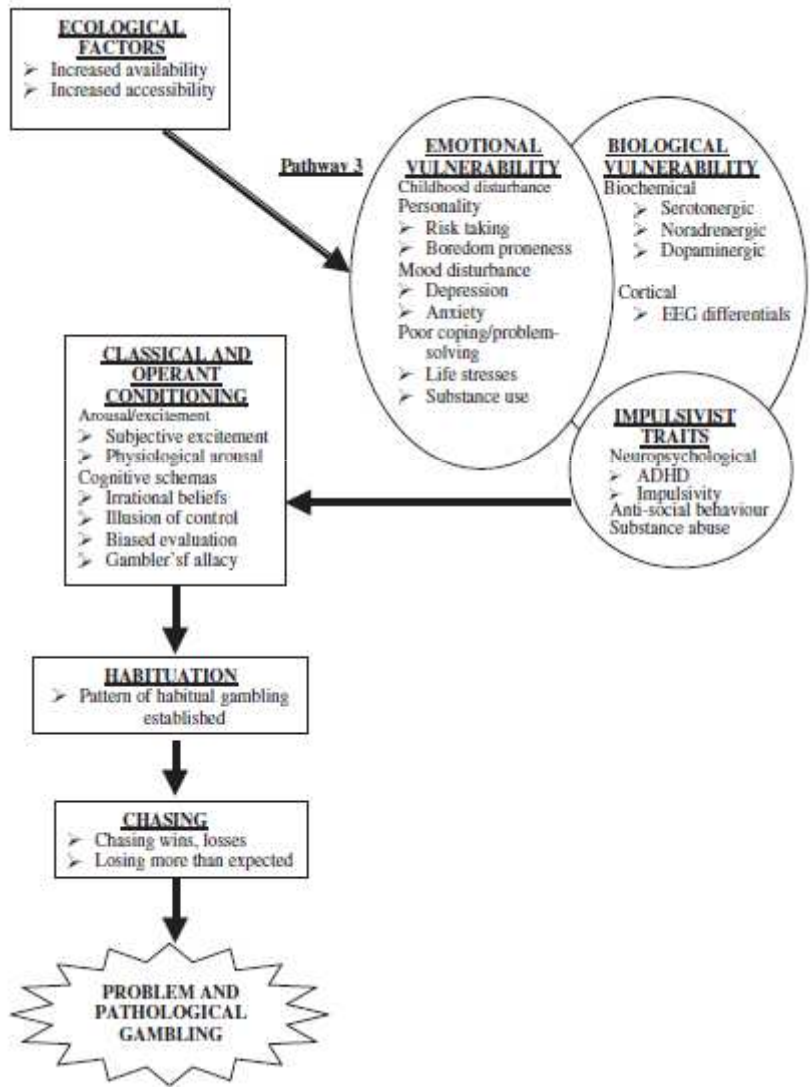 ECOLOGICAL
FACTORS
➢ Increased availability
➢ Increased accessibility
Pathway 3
EMOTIONAL
VULNERABILITY
Childhood disturbance
Personality
➢ Risk taking
➢ Boredom proneness
Mood disturbance
➢ Depression
➢ Anxiety
Poor coping/problem-
solving
➢ Life stresses
➢ Substance use
BIOLOGICAL
VULNERABILITY
Biochemical
➢ Serotonergic
➢ Noradrenergic
➢ Dopaminergic
Cortical
➢ EEG differentials
IMPULSIVIST
TRAITS
Neuropsychological
➢ ADHD
➢ Impulsivity
Anti-social behaviour
Substance abuse
CLASSICAL AND
OPERANT
CONDITIONING
Arousal/excitement
➢ Subjective excitement
➢ Physiological arousal
Cognitive schemas
➢ Irrational beliefs
➢ Illusion of control
➢ Biased evaluation
➢ Gambler'sf allacy
HABITUATION
➢ Pattern of habitual gambling
established
CHASING
➢ Chasing wins, losses
➢ Losing more than expected
PROBLEM AND
PATHOLOGICAL
GAMBLING